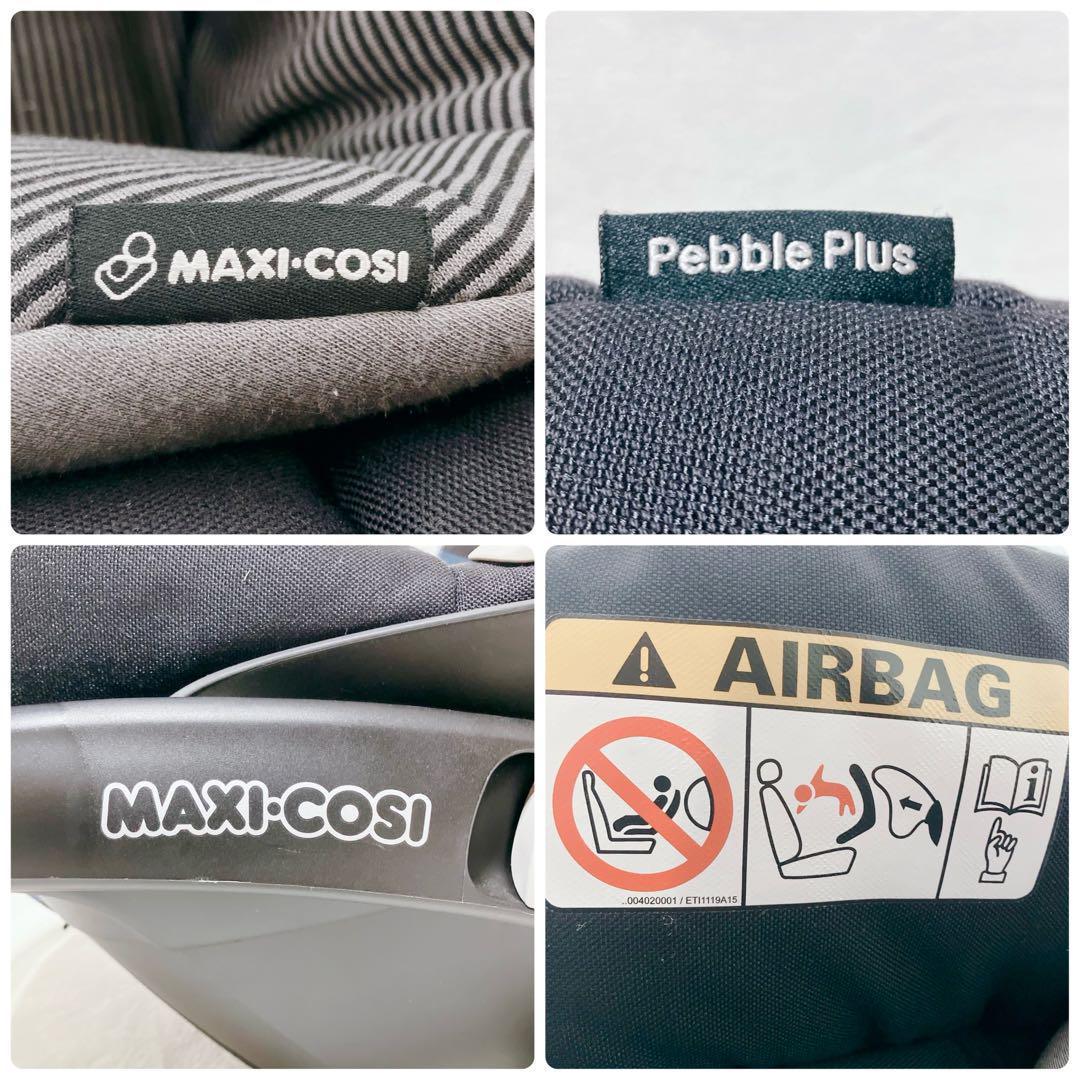 MAXI·COSI
Pebble Plus
MAXI·COSI
AIRBAG
..004020001 / ETI1119A15